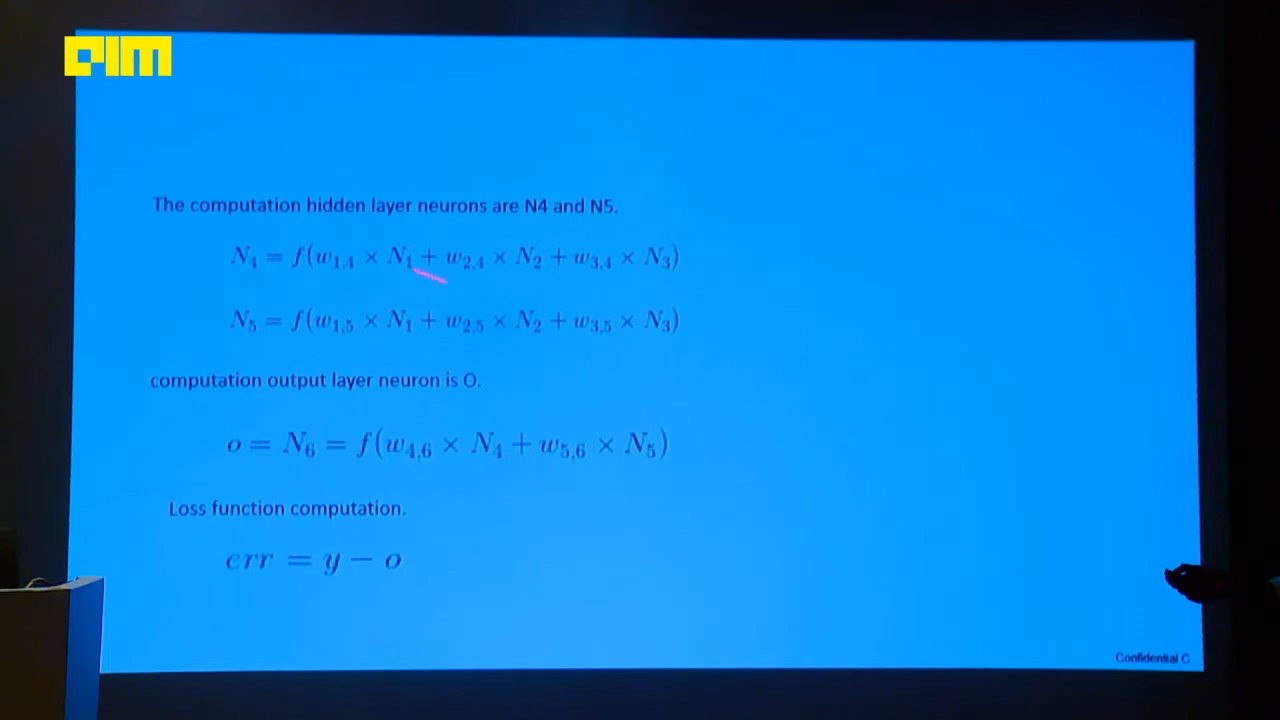 AIM
The computation hidden layer neurons are N4 and N5.
N₄ = f(w₁,₄ × N₁ + w₂,₄ × N₂ + w₃,₄ × N₃)
N₅ = f(w₁,₅ × N₁ + w₂,₅ × N₂ + w₃,₅ × N₃)
computation output layer neuron is O.
o = N₆ = f(w₄,₆ × N₄ + w₅,₆ × N₅)
Loss function computation.
err = y − o
Confidential C